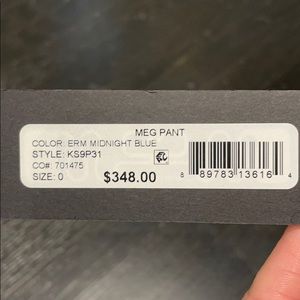 MEG PANT
COLOR: ERM MIDNIGHT BLUE
STYLE: KS9P31
CO#: 701475
SIZE: 0
$348.00
8 89783 13616 4